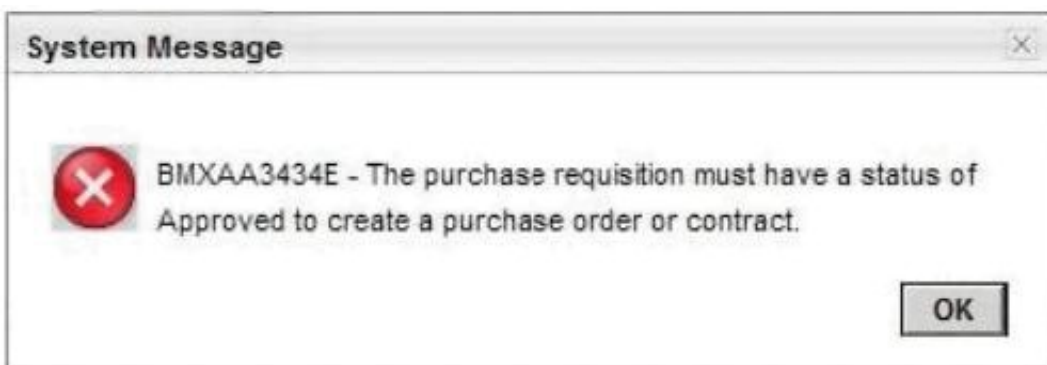 System Message
BMXAA3434E - The purchase requisition must have a status of
Approved to create a purchase order or contract.
OK